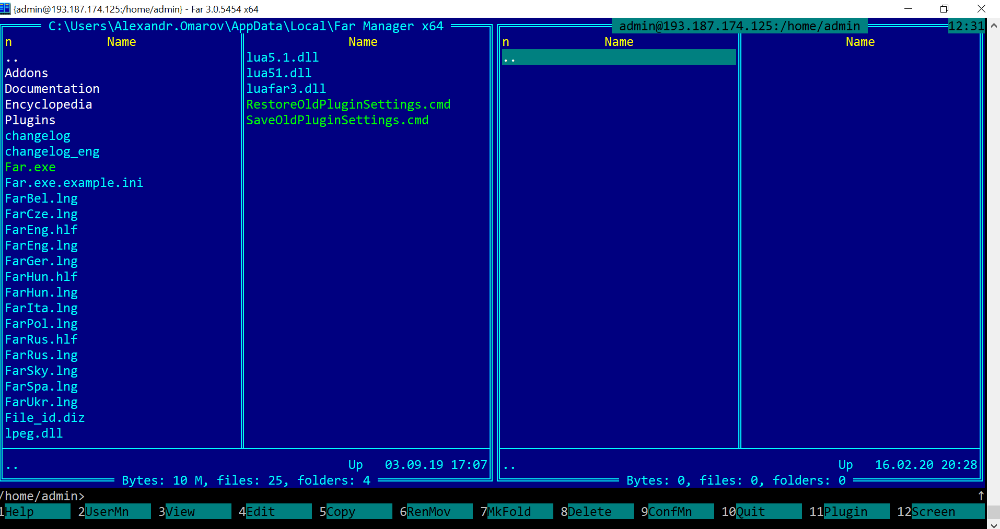 {admin@193.187.174.125:/home/admin} - Far 3.0.5454 x64
C:\Users\Alexandr.Omarov\AppData\Local\Far Manager x64
n Name Name
..
Addons
Documentation
Encyclopedia
Plugins
changelog
changelog_eng
Far.exe
Far.exe.example.ini
FarBel.lng
FarCze.lng
FarEng.hlf
FarEng.lng
FarGer.lng
FarHun.hlf
FarHun.lng
FarIta.lng
FarPol.lng
FarRus.hlf
FarRus.lng
FarSky.lng
FarSpa.lng
FarUkr.lng
File_id.diz
lpeg.dll
lua5.1.dll
lua51.dll
luafar3.dll
RestoreOldPluginSettings.cmd
SaveOldPluginSettings.cmd
.. Up 03.09.19 17:07
Bytes: 10 M, files: 25, folders: 4
admin@193.187.174.125:/home/admin 12:31
n Name Name
..
.. Up 16.02.20 20:28
Bytes: 0, files: 0, folders: 0
/home/admin> ↑
1Help 2UserMn 3View 4Edit 5Copy 6RenMov 7MkFold 8Delete 9ConfMn 10Quit 11Plugin 12Screen